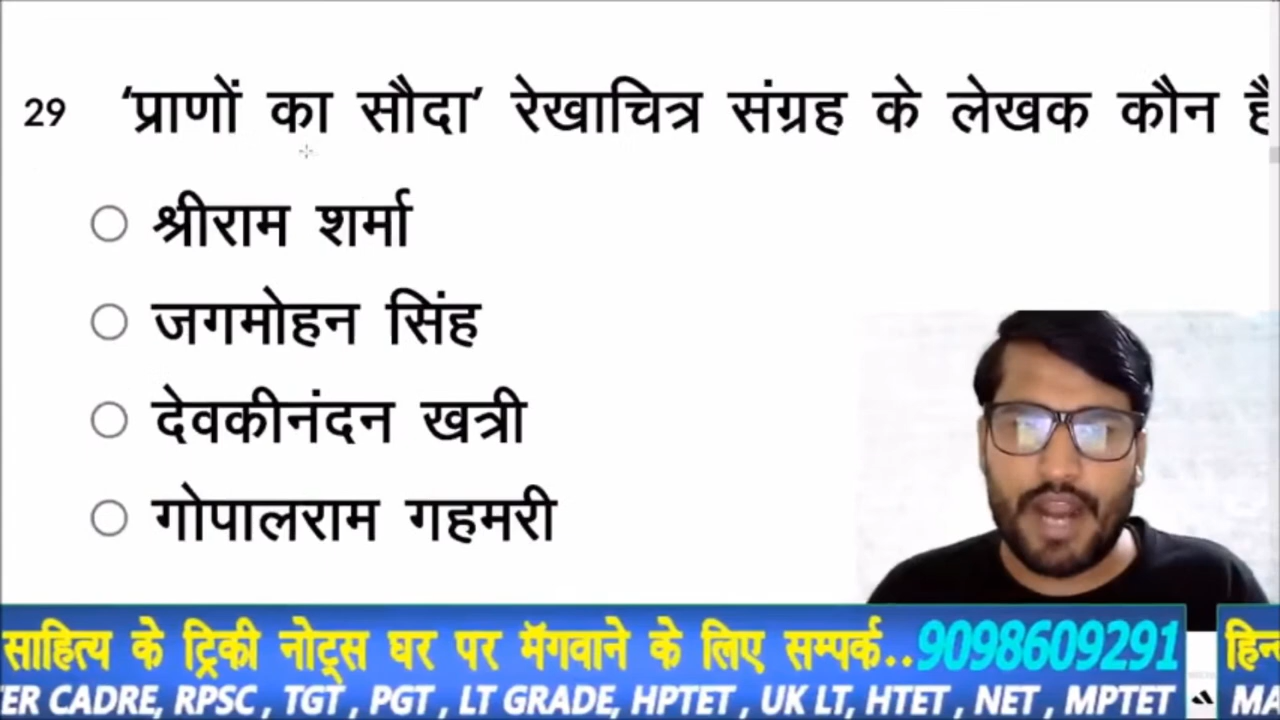 29 ‘प्राणों का सौदा’ रेखाचित्र संग्रह के लेखक कौन है
श्रीराम शर्मा
जगमोहन सिंह
देवकीनंदन खत्री
गोपालराम गहमरी
साहित्य के ट्रिकी नोट्स घर पर मॅगवाने के लिए सम्पर्क..9098609291
ER CADRE, RPSC , TGT , PGT , LT GRADE, HPTET , UK LT, HTET , NET , MPTET